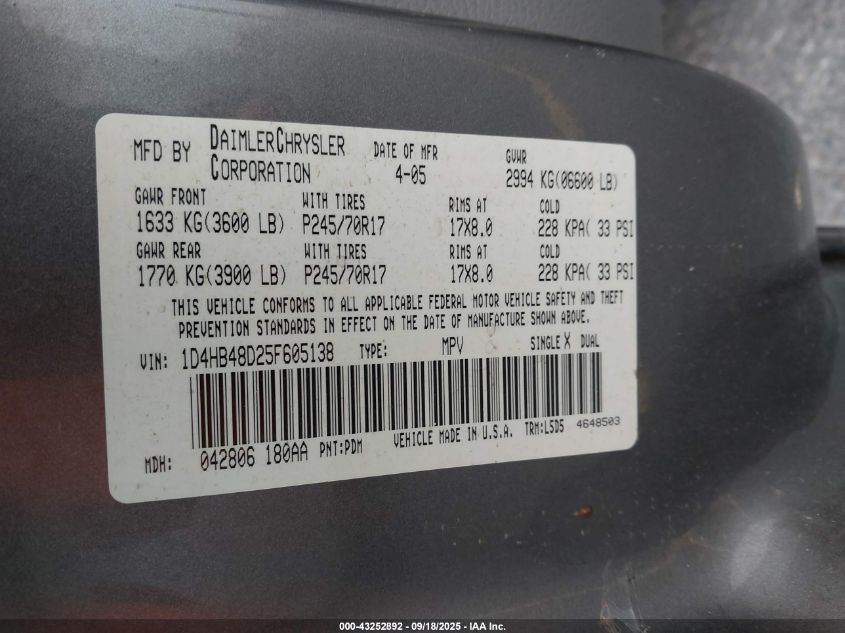 MFD BY DAIMLERCHRYSLER CORPORATION DATE OF MFR 4-05 GVWR 2994 KG(06600 LB)
GAWR FRONT WITH TIRES RIMS AT COLD
1633 KG(3600 LB) P245/70R17 17X8.0 228 KPA( 33 PSI
GAWR REAR WITH TIRES RIMS AT COLD
1770 KG(3900 LB) P245/70R17 17X8.0 228 KPA( 33 PSI
THIS VEHICLE CONFORMS TO ALL APPLICABLE FEDERAL MOTOR VEHICLE SAFETY AND THEFT
PREVENTION STANDARDS IN EFFECT ON THE DATE OF MANUFACTURE SHOWN ABOVE.
VIN: 1D4HB48D25F605138 TYPE: MPV SINGLE X DUAL
MDH: 042806 180AA PNT:PDM VEHICLE MADE IN U.S.A. TRM:L5D5 4648503
000-43252892 - 09/18/2025 - IAA Inc.